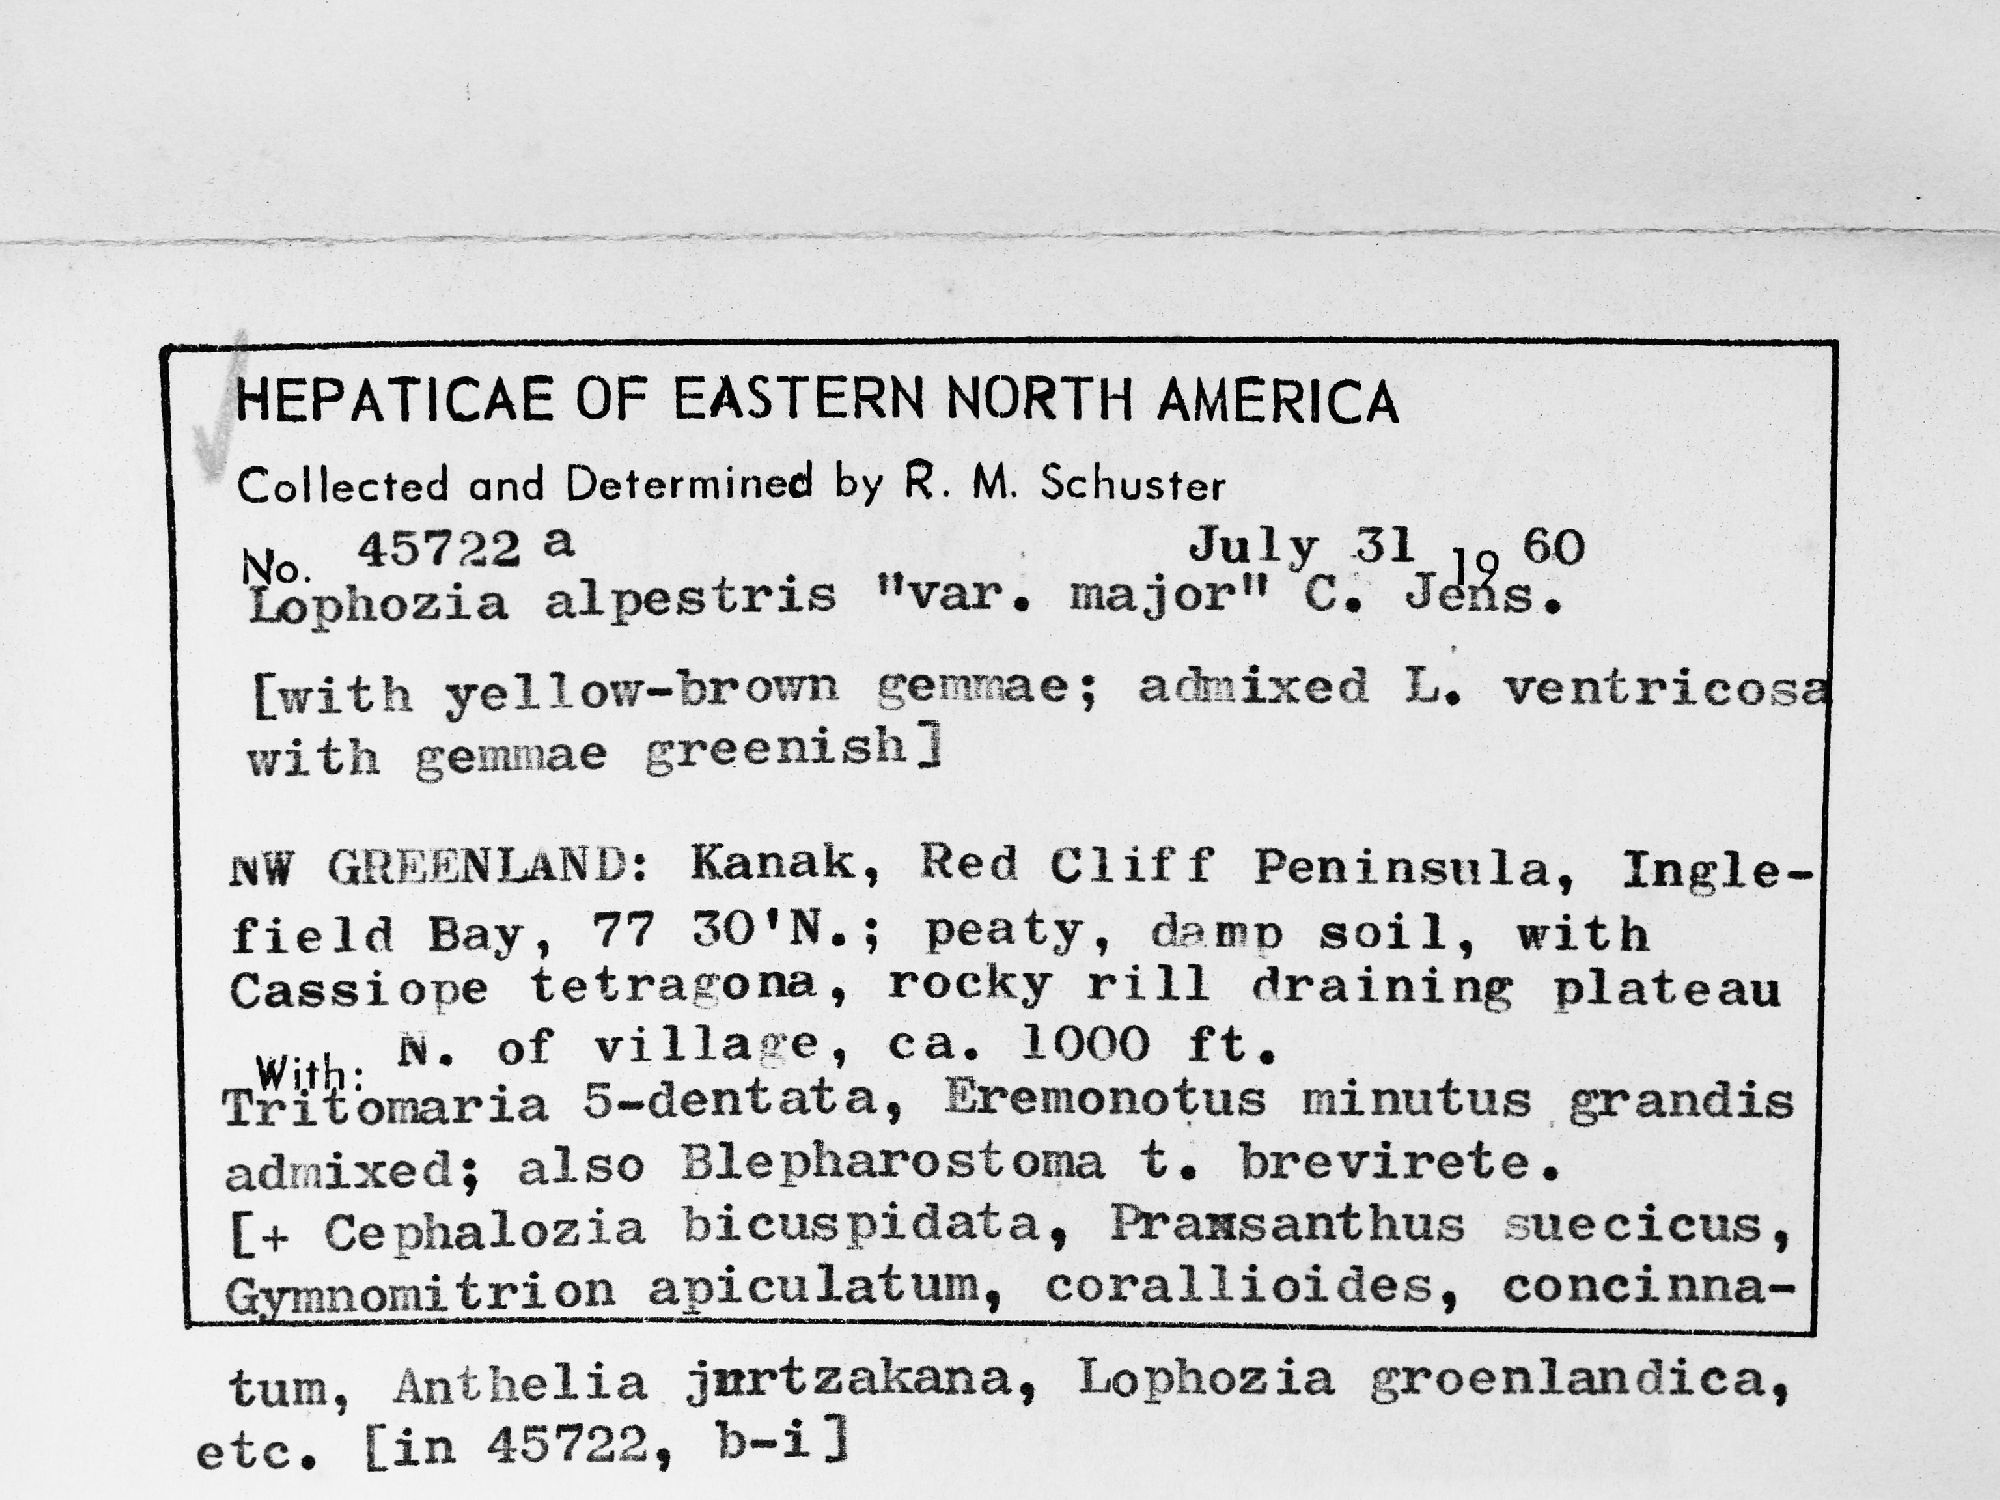 HEPATICAE OF EASTERN NORTH AMERICA
Collected and Determined by R. M. Schuster
No. 45722 a July 31 19 60
Lophozia alpestris "var. major" C. Jens.
[with yellow-brown gemmae; admixed L. ventricosa
with gemmae greenish]
NW GREENLAND: Kanak, Red Cliff Peninsula, Ingle-
field Bay, 77 30'N.; peaty, damp soil, with
Cassiope tetragona, rocky rill draining plateau
N. of village, ca. 1000 ft.
With:
Tritomaria 5-dentata, Eremonotus minutus grandis
admixed; also Blepharostoma t. brevirete.
[+ Cephalozia bicuspidata, Prasanthus suecicus,
Gymnomitrion apiculatum, corallioides, concinna-
tum, Anthelia jurtzakana, Lophozia groenlandica,
etc. [in 45722, b-i]